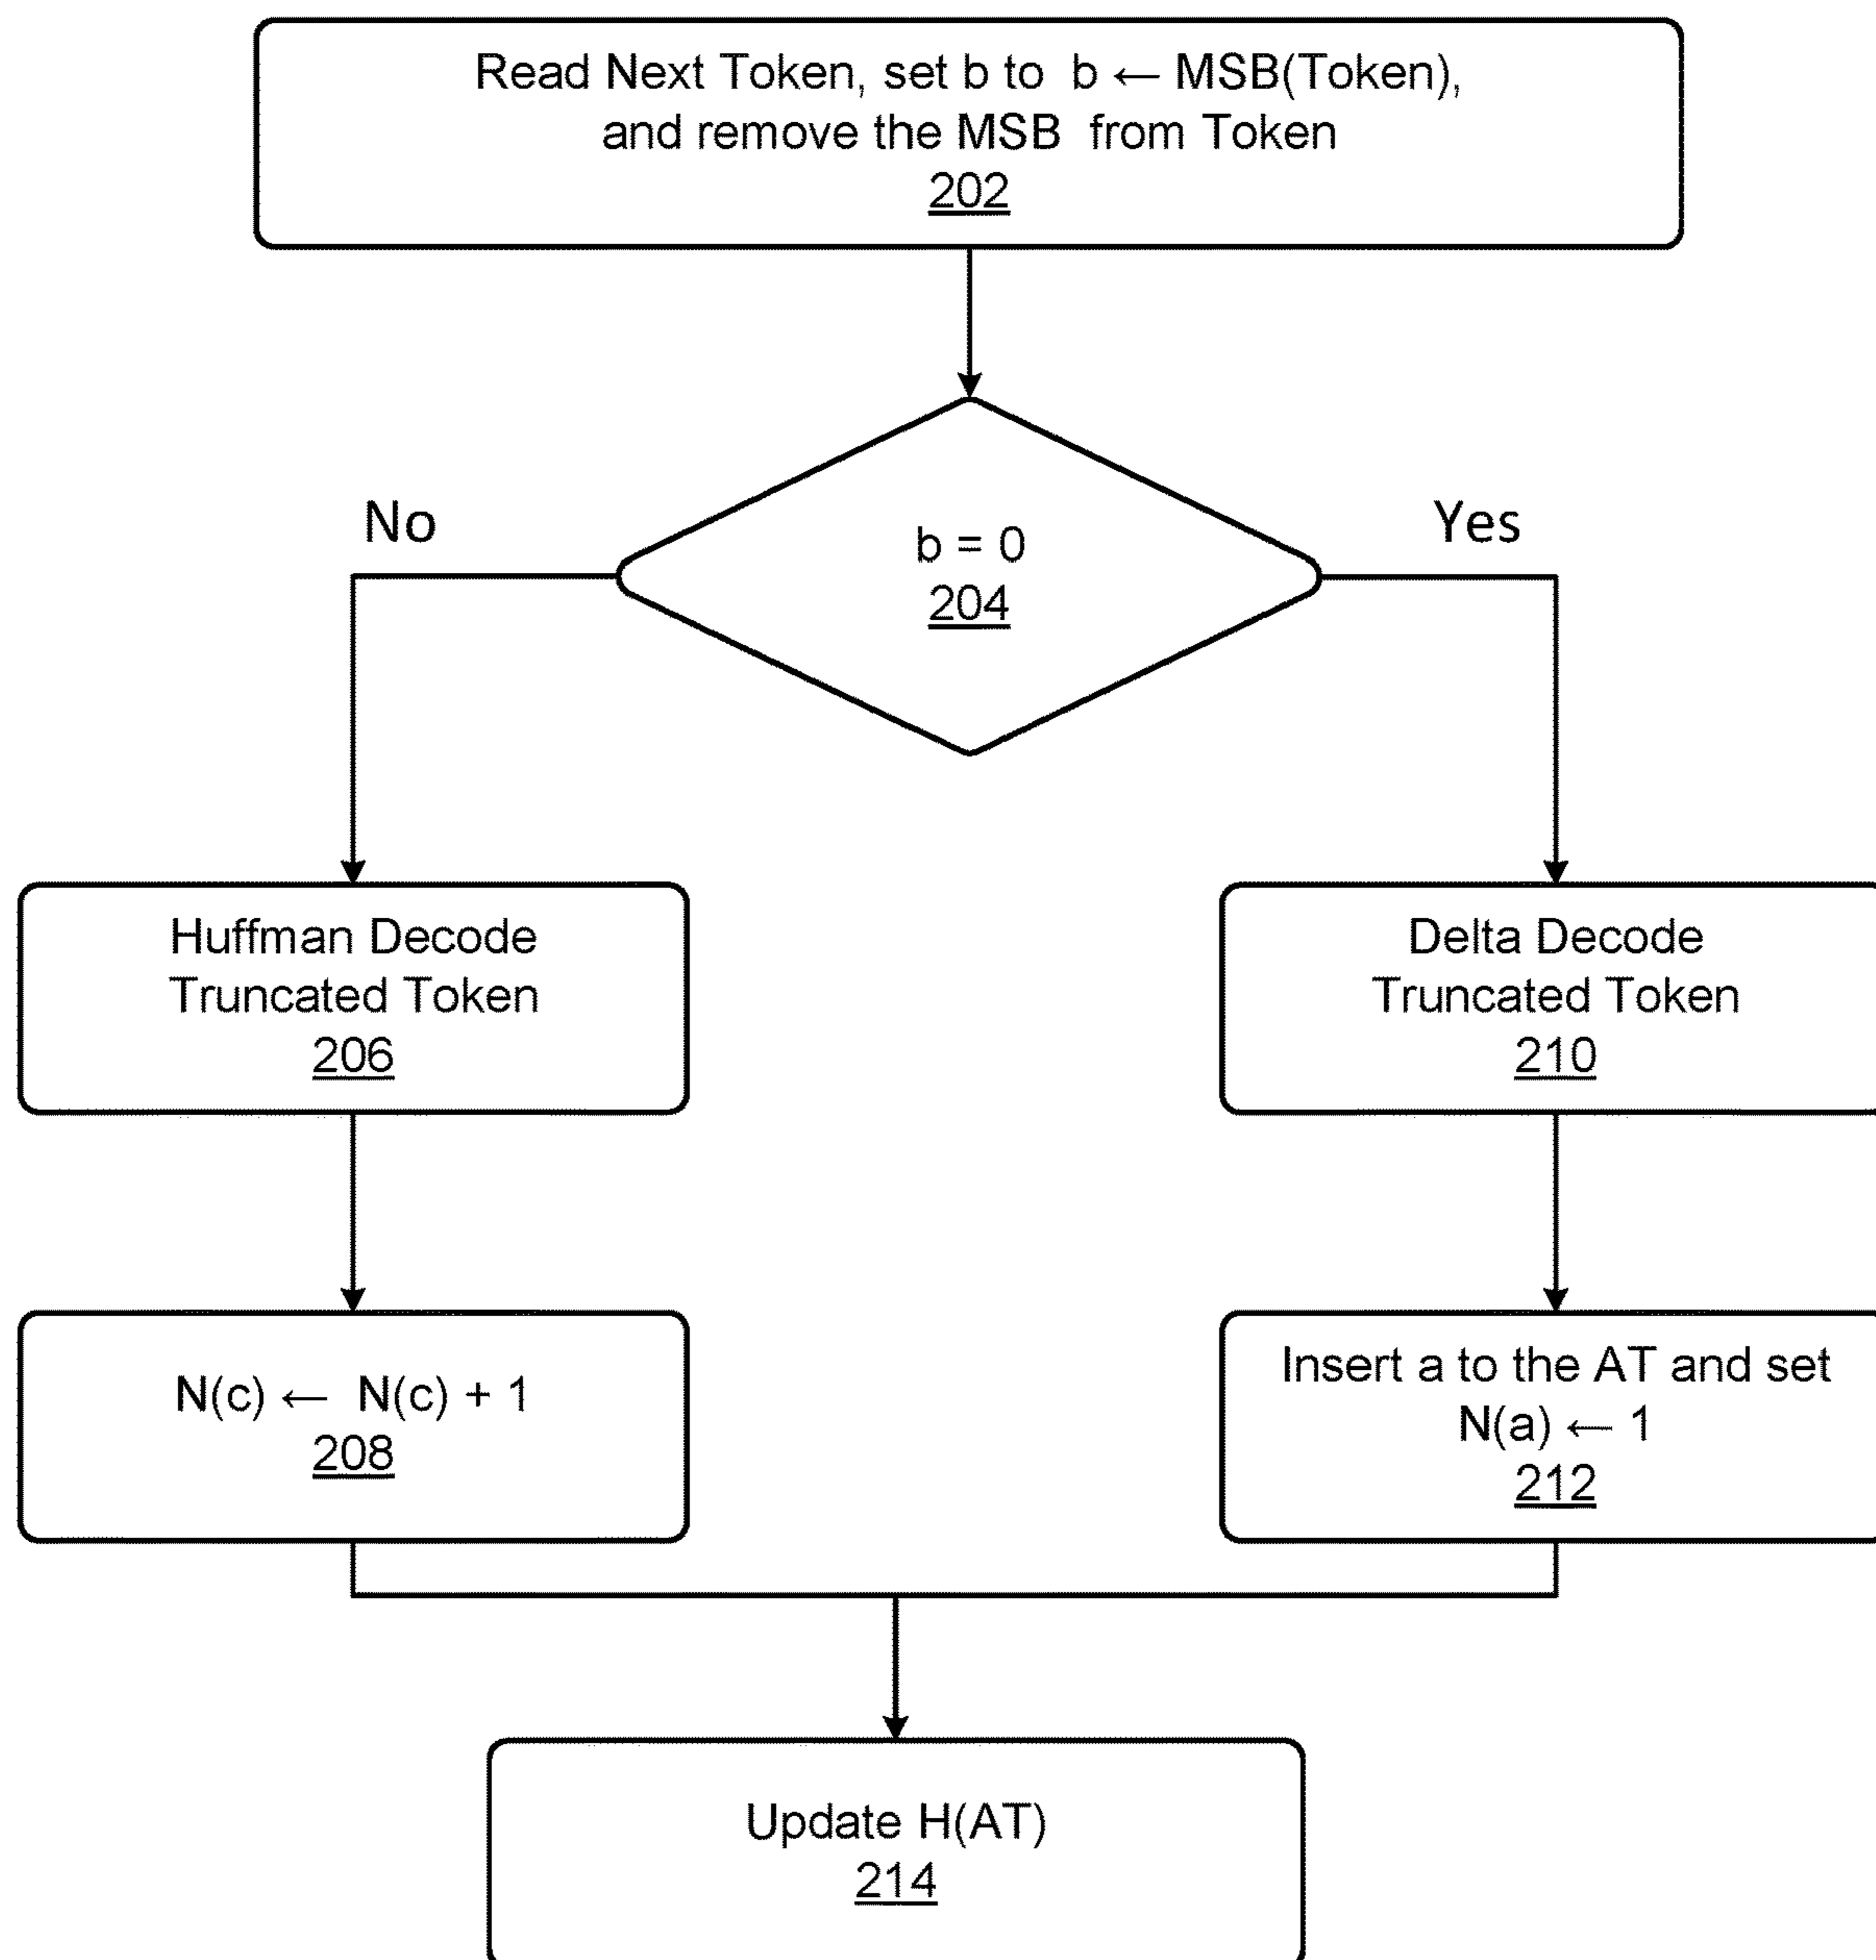 Read Next Token, set b to b ← MSB(Token),
and remove the MSB from Token
202
No
Yes
b = 0
204
Huffman Decode
Truncated Token
206
Delta Decode
Truncated Token
210
N(c) ← N(c) + 1
208
Insert a to the AT and set
N(a) ← 1
212
Update H(AT)
214